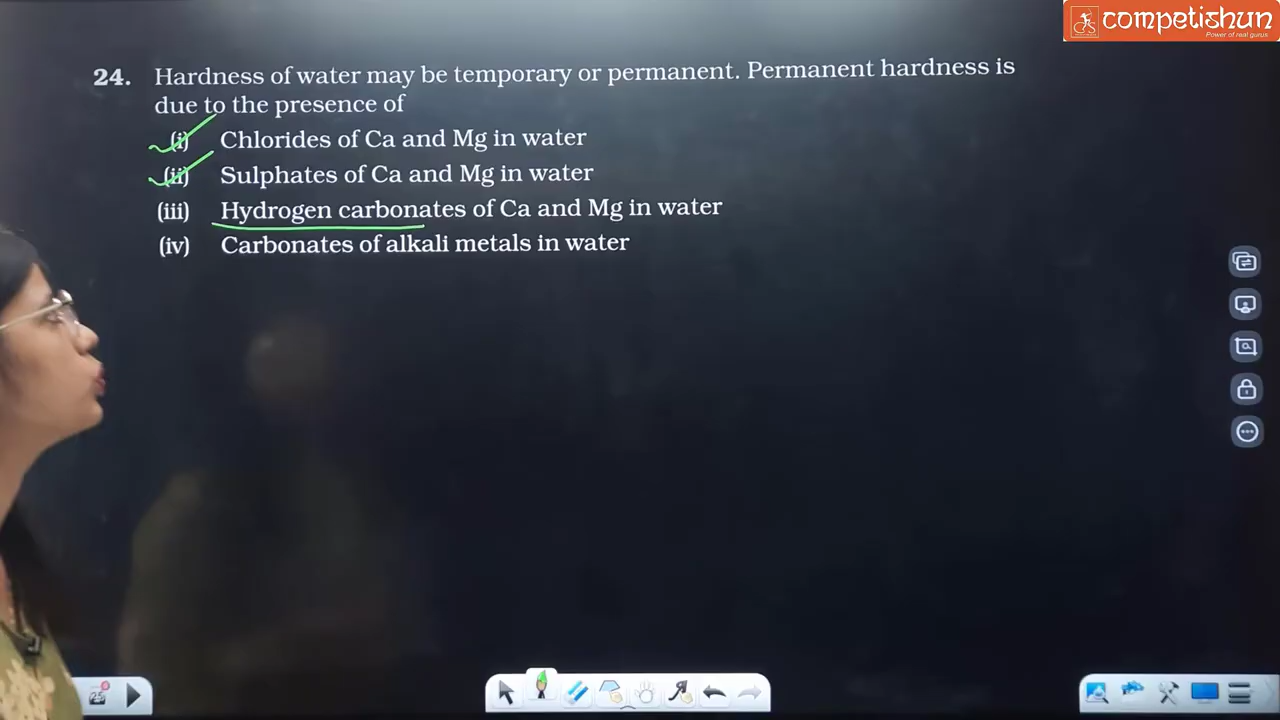 competishun
Power of real gurus
24. Hardness of water may be temporary or permanent. Permanent hardness is
due to the presence of
(i) Chlorides of Ca and Mg in water
(ii) Sulphates of Ca and Mg in water
(iii) Hydrogen carbonates of Ca and Mg in water
(iv) Carbonates of alkali metals in water
25